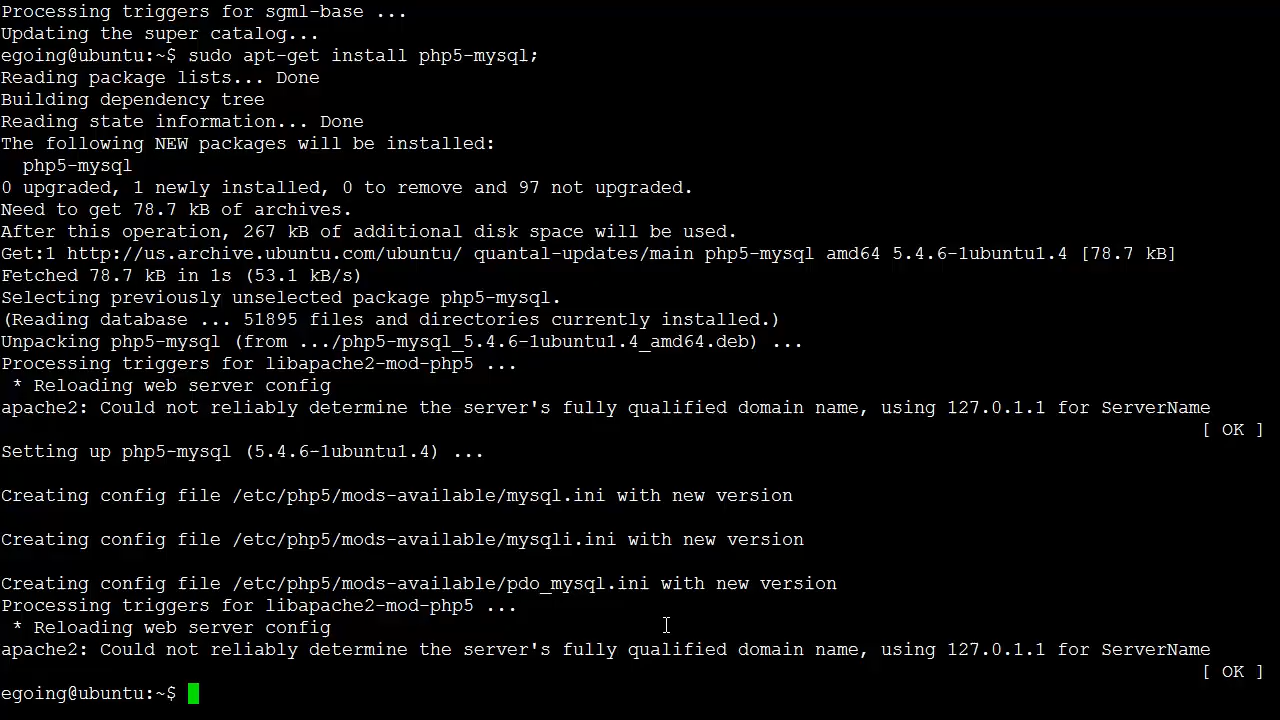 Processing triggers for sgml-base ...
Updating the super catalog...
egoing@ubuntu:~$ sudo apt-get install php5-mysql;
Reading package lists... Done
Building dependency tree
Reading state information... Done
The following NEW packages will be installed:
  php5-mysql
0 upgraded, 1 newly installed, 0 to remove and 97 not upgraded.
Need to get 78.7 kB of archives.
After this operation, 267 kB of additional disk space will be used.
Get:1 http://us.archive.ubuntu.com/ubuntu/ quantal-updates/main php5-mysql amd64 5.4.6-1ubuntu1.4 [78.7 kB]
Fetched 78.7 kB in 1s (53.1 kB/s)
Selecting previously unselected package php5-mysql.
(Reading database ... 51895 files and directories currently installed.)
Unpacking php5-mysql (from .../php5-mysql_5.4.6-1ubuntu1.4_amd64.deb) ...
Processing triggers for libapache2-mod-php5 ...
 * Reloading web server config
apache2: Could not reliably determine the server's fully qualified domain name, using 127.0.1.1 for ServerName
[ OK ]
Setting up php5-mysql (5.4.6-1ubuntu1.4) ...
Creating config file /etc/php5/mods-available/mysql.ini with new version
Creating config file /etc/php5/mods-available/mysqli.ini with new version
Creating config file /etc/php5/mods-available/pdo_mysql.ini with new version
Processing triggers for libapache2-mod-php5 ...
 * Reloading web server config
apache2: Could not reliably determine the server's fully qualified domain name, using 127.0.1.1 for ServerName
[ OK ]
egoing@ubuntu:~$